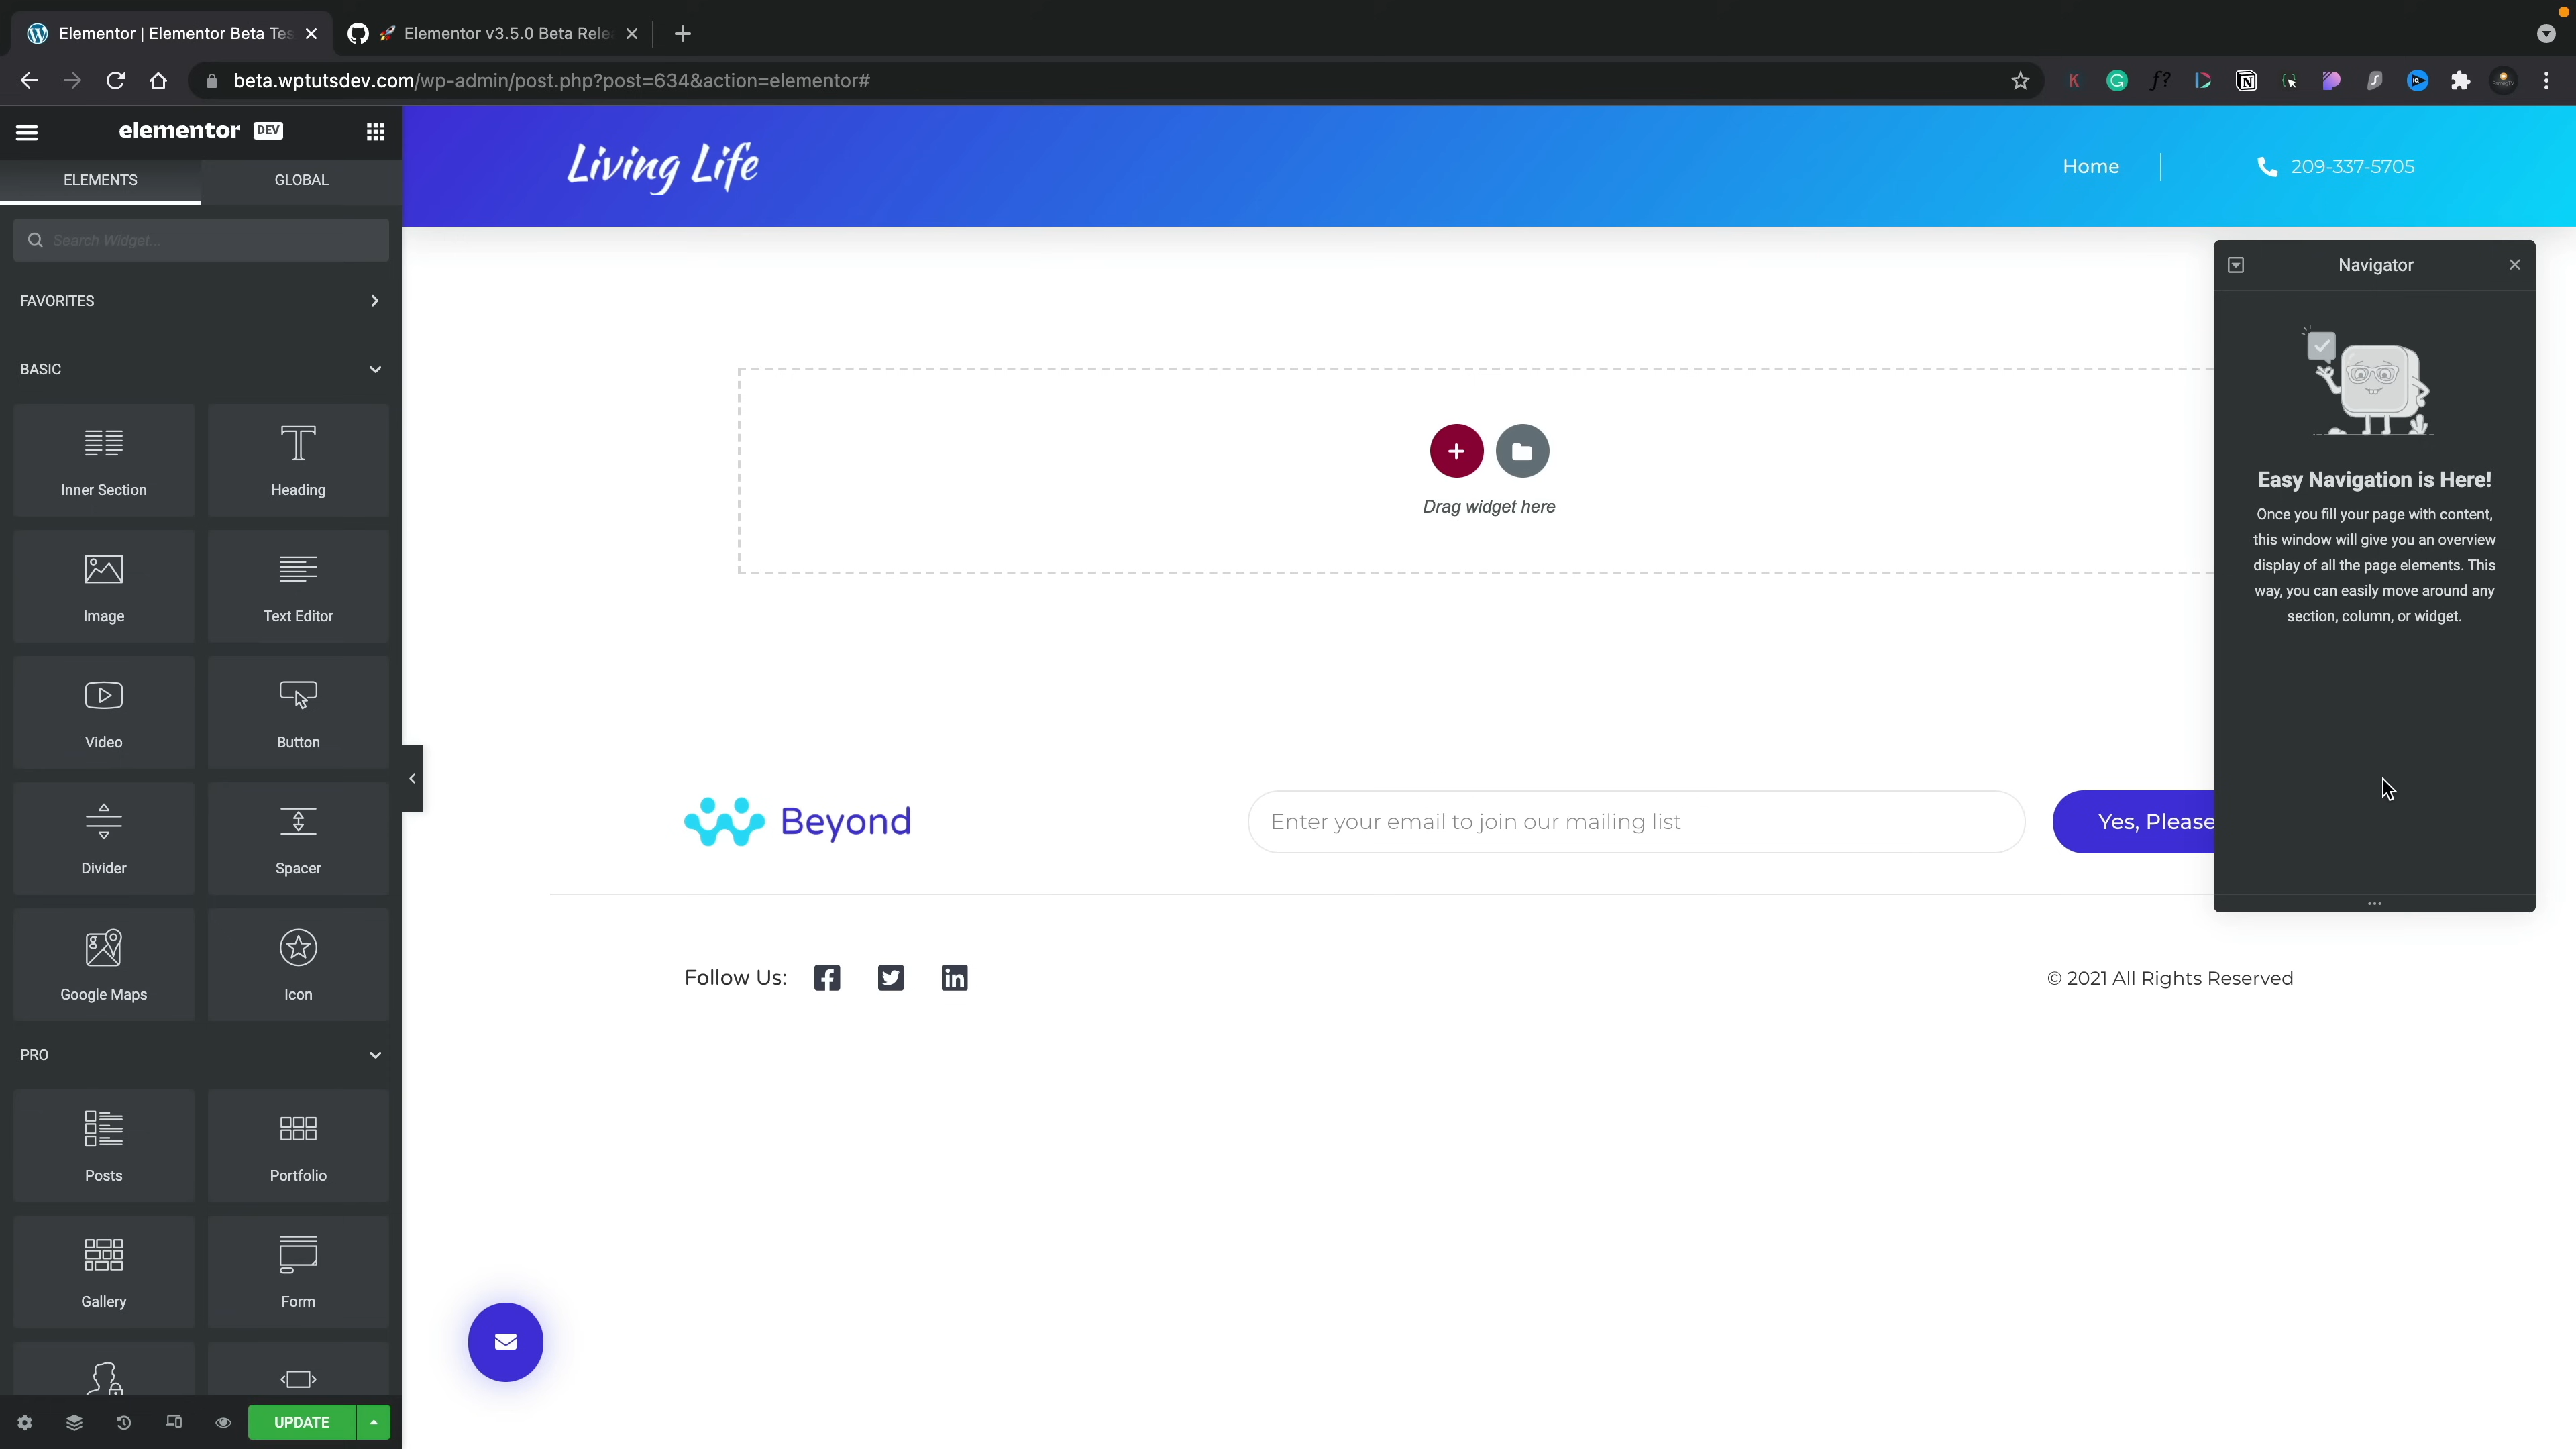 Elementor | Elementor Beta Tes
🚀 Elementor v3.5.0 Beta Rele
beta.wptutsdev.com/wp-admin/post.php?post=634&action=elementor#
elementor DEV
ELEMENTS
GLOBAL
Search Widget...
FAVORITES
BASIC
Inner Section
Heading
Image
Text Editor
Video
Button
Divider
Spacer
Google Maps
Icon
PRO
Posts
Portfolio
Gallery
Form
UPDATE
Living Life
Home
209-337-5705
Drag widget here
Navigator
Easy Navigation is Here!
Once you fill your page with content,
this window will give you an overview
display of all the page elements. This
way, you can easily move around any
section, column, or widget.
Beyond
Enter your email to join our mailing list
Yes, Please
Follow Us:
© 2021 All Rights Reserved